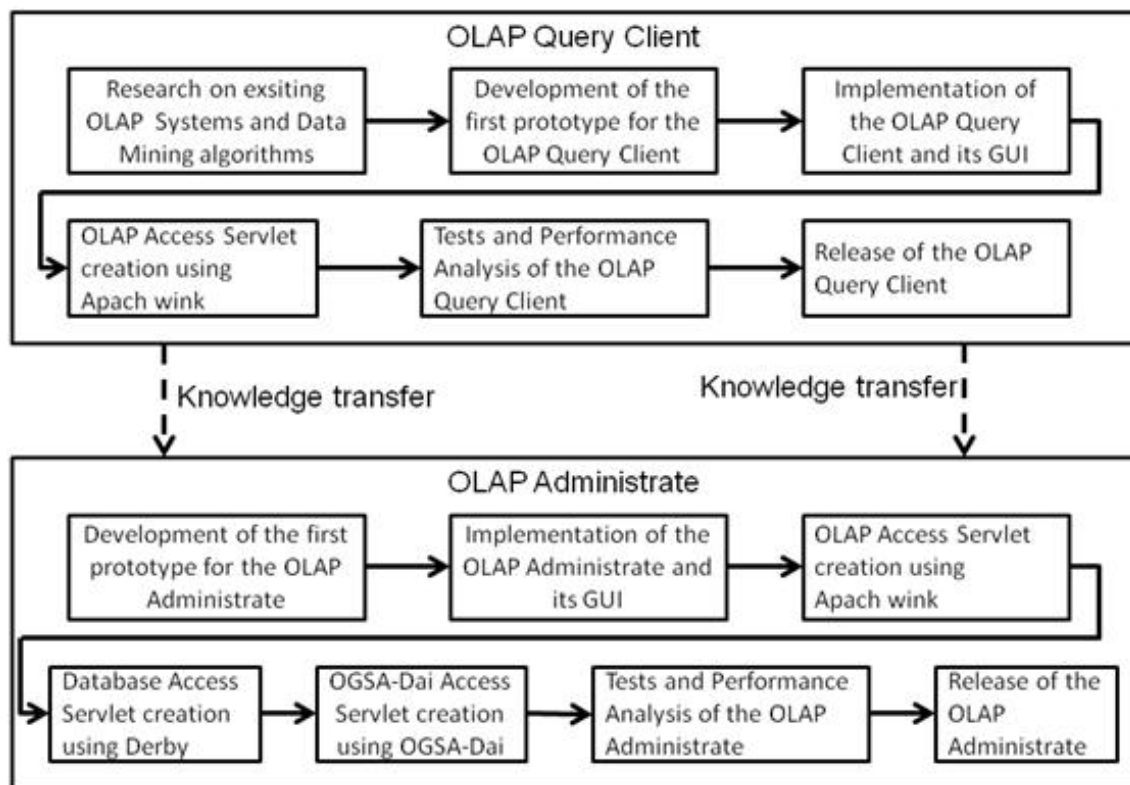 OLAP Query Client
Research on exsiting
OLAP Systems and Data
Mining algorithms
Development of the
first prototype for the
OLAP Query Client
Implementation of
the OLAP Query
Client and its GUI
OLAP Access Servlet
creation using
Apach wink
Tests and Performance
Analysis of the OLAP
Query Client
Release of the OLAP
Query Client
Knowledge transfer
Knowledge transfer
OLAP Administrate
Development of the first
prototype for the OLAP
Administrate
Implementation of the
OLAP Administrate and
its GUI
OLAP Access Servlet
creation using
Apach wink
Database Access
Servlet creation
using Derby
OGSA-Dai Access
Servlet creation
using OGSA-Dai
Tests and Performance
Analysis of the OLAP
Administrate
Release of the
OLAP
Administrate